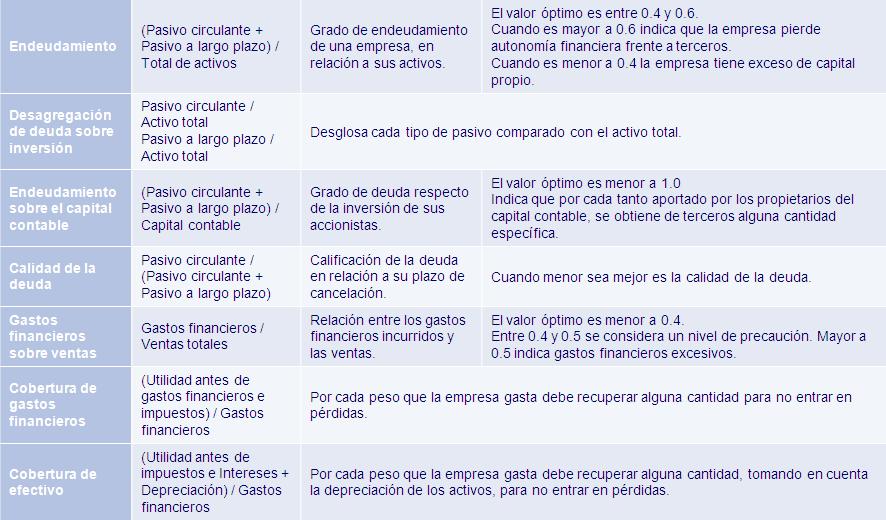 Endeudamiento
(Pasivo circulante +
Pasivo a largo plazo) /
Total de activos
Grado de endeudamiento
de una empresa, en
relación a sus activos.
El valor óptimo es entre 0.4 y 0.6.
Cuando es mayor a 0.6 indica que la empresa pierde
autonomía financiera frente a terceros.
Cuando es menor a 0.4 la empresa tiene exceso de capital
propio.
Desagregación
de deuda sobre
inversión
Pasivo circulante /
Activo total
Pasivo a largo plazo /
Activo total
Desglosa cada tipo de pasivo comparado con el activo total.
Endeudamiento
sobre el capital
contable
(Pasivo circulante +
Pasivo a largo plazo) /
Capital contable
Grado de deuda respecto
de la inversión de sus
accionistas.
El valor óptimo es menor a 1.0
Indica que por cada tanto aportado por los propietarios del
capital contable, se obtiene de terceros alguna cantidad
específica.
Calidad de la
deuda
Pasivo circulante /
(Pasivo circulante +
Pasivo a largo plazo)
Calificación de la deuda
en relación a su plazo de
cancelación.
Cuando menor sea mejor es la calidad de la deuda.
Gastos
financieros
sobre ventas
Gastos financieros /
Ventas totales
Relación entre los gastos
financieros incurridos y
las ventas.
El valor óptimo es menor a 0.4.
Entre 0.4 y 0.5 se considera un nivel de precaución. Mayor a
0.5 indica gastos financieros excesivos.
Cobertura de
gastos
financieros
(Utilidad antes de
gastos financieros e
impuestos) / Gastos
financieros
Por cada peso que la empresa gasta debe recuperar alguna cantidad para no entrar en
pérdidas.
Cobertura de
efectivo
(Utilidad antes de
impuestos e Intereses +
Depreciación) / Gastos
financieros
Por cada peso que la empresa gasta debe recuperar alguna cantidad, tomando en cuenta
la depreciación de los activos, para no entrar en pérdidas.